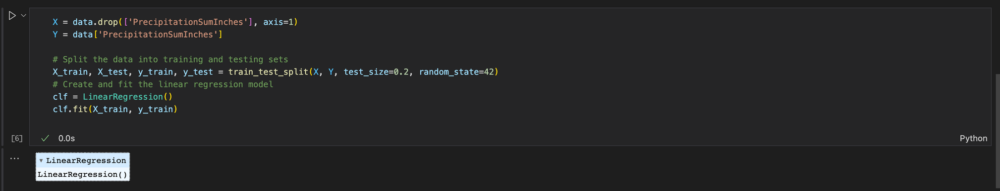 X = data.drop(['PrecipitationSumInches'], axis=1)
Y = data['PrecipitationSumInches']
# Split the data into training and testing sets
X_train, X_test, y_train, y_test = train_test_split(X, Y, test_size=0.2, random_state=42)
# Create and fit the linear regression model
clf = LinearRegression()
clf.fit(X_train, y_train)
[6]
0.0s
Python
...
LinearRegression
LinearRegression()